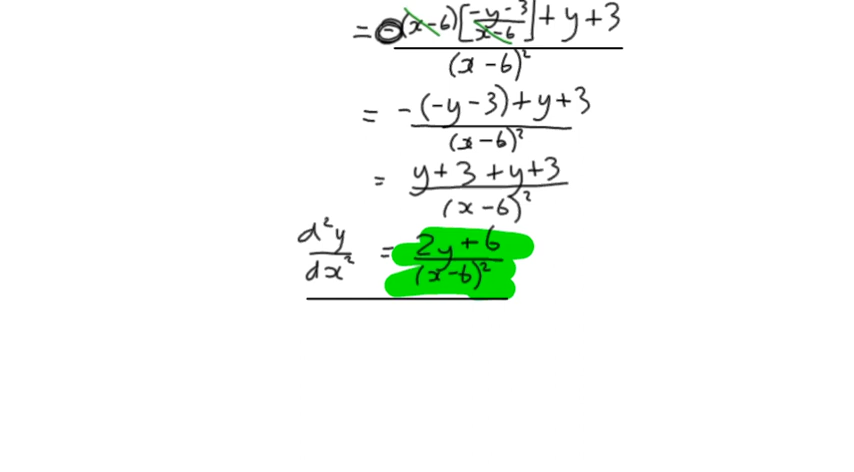 = -(x-6)[(-y-3)/(x-6)] + y + 3 / (x-6)²
= -(-y-3) + y + 3 / (x-6)²
= y + 3 + y + 3 / (x-6)²
d²y/dx² = 2y + 6 / (x-6)²